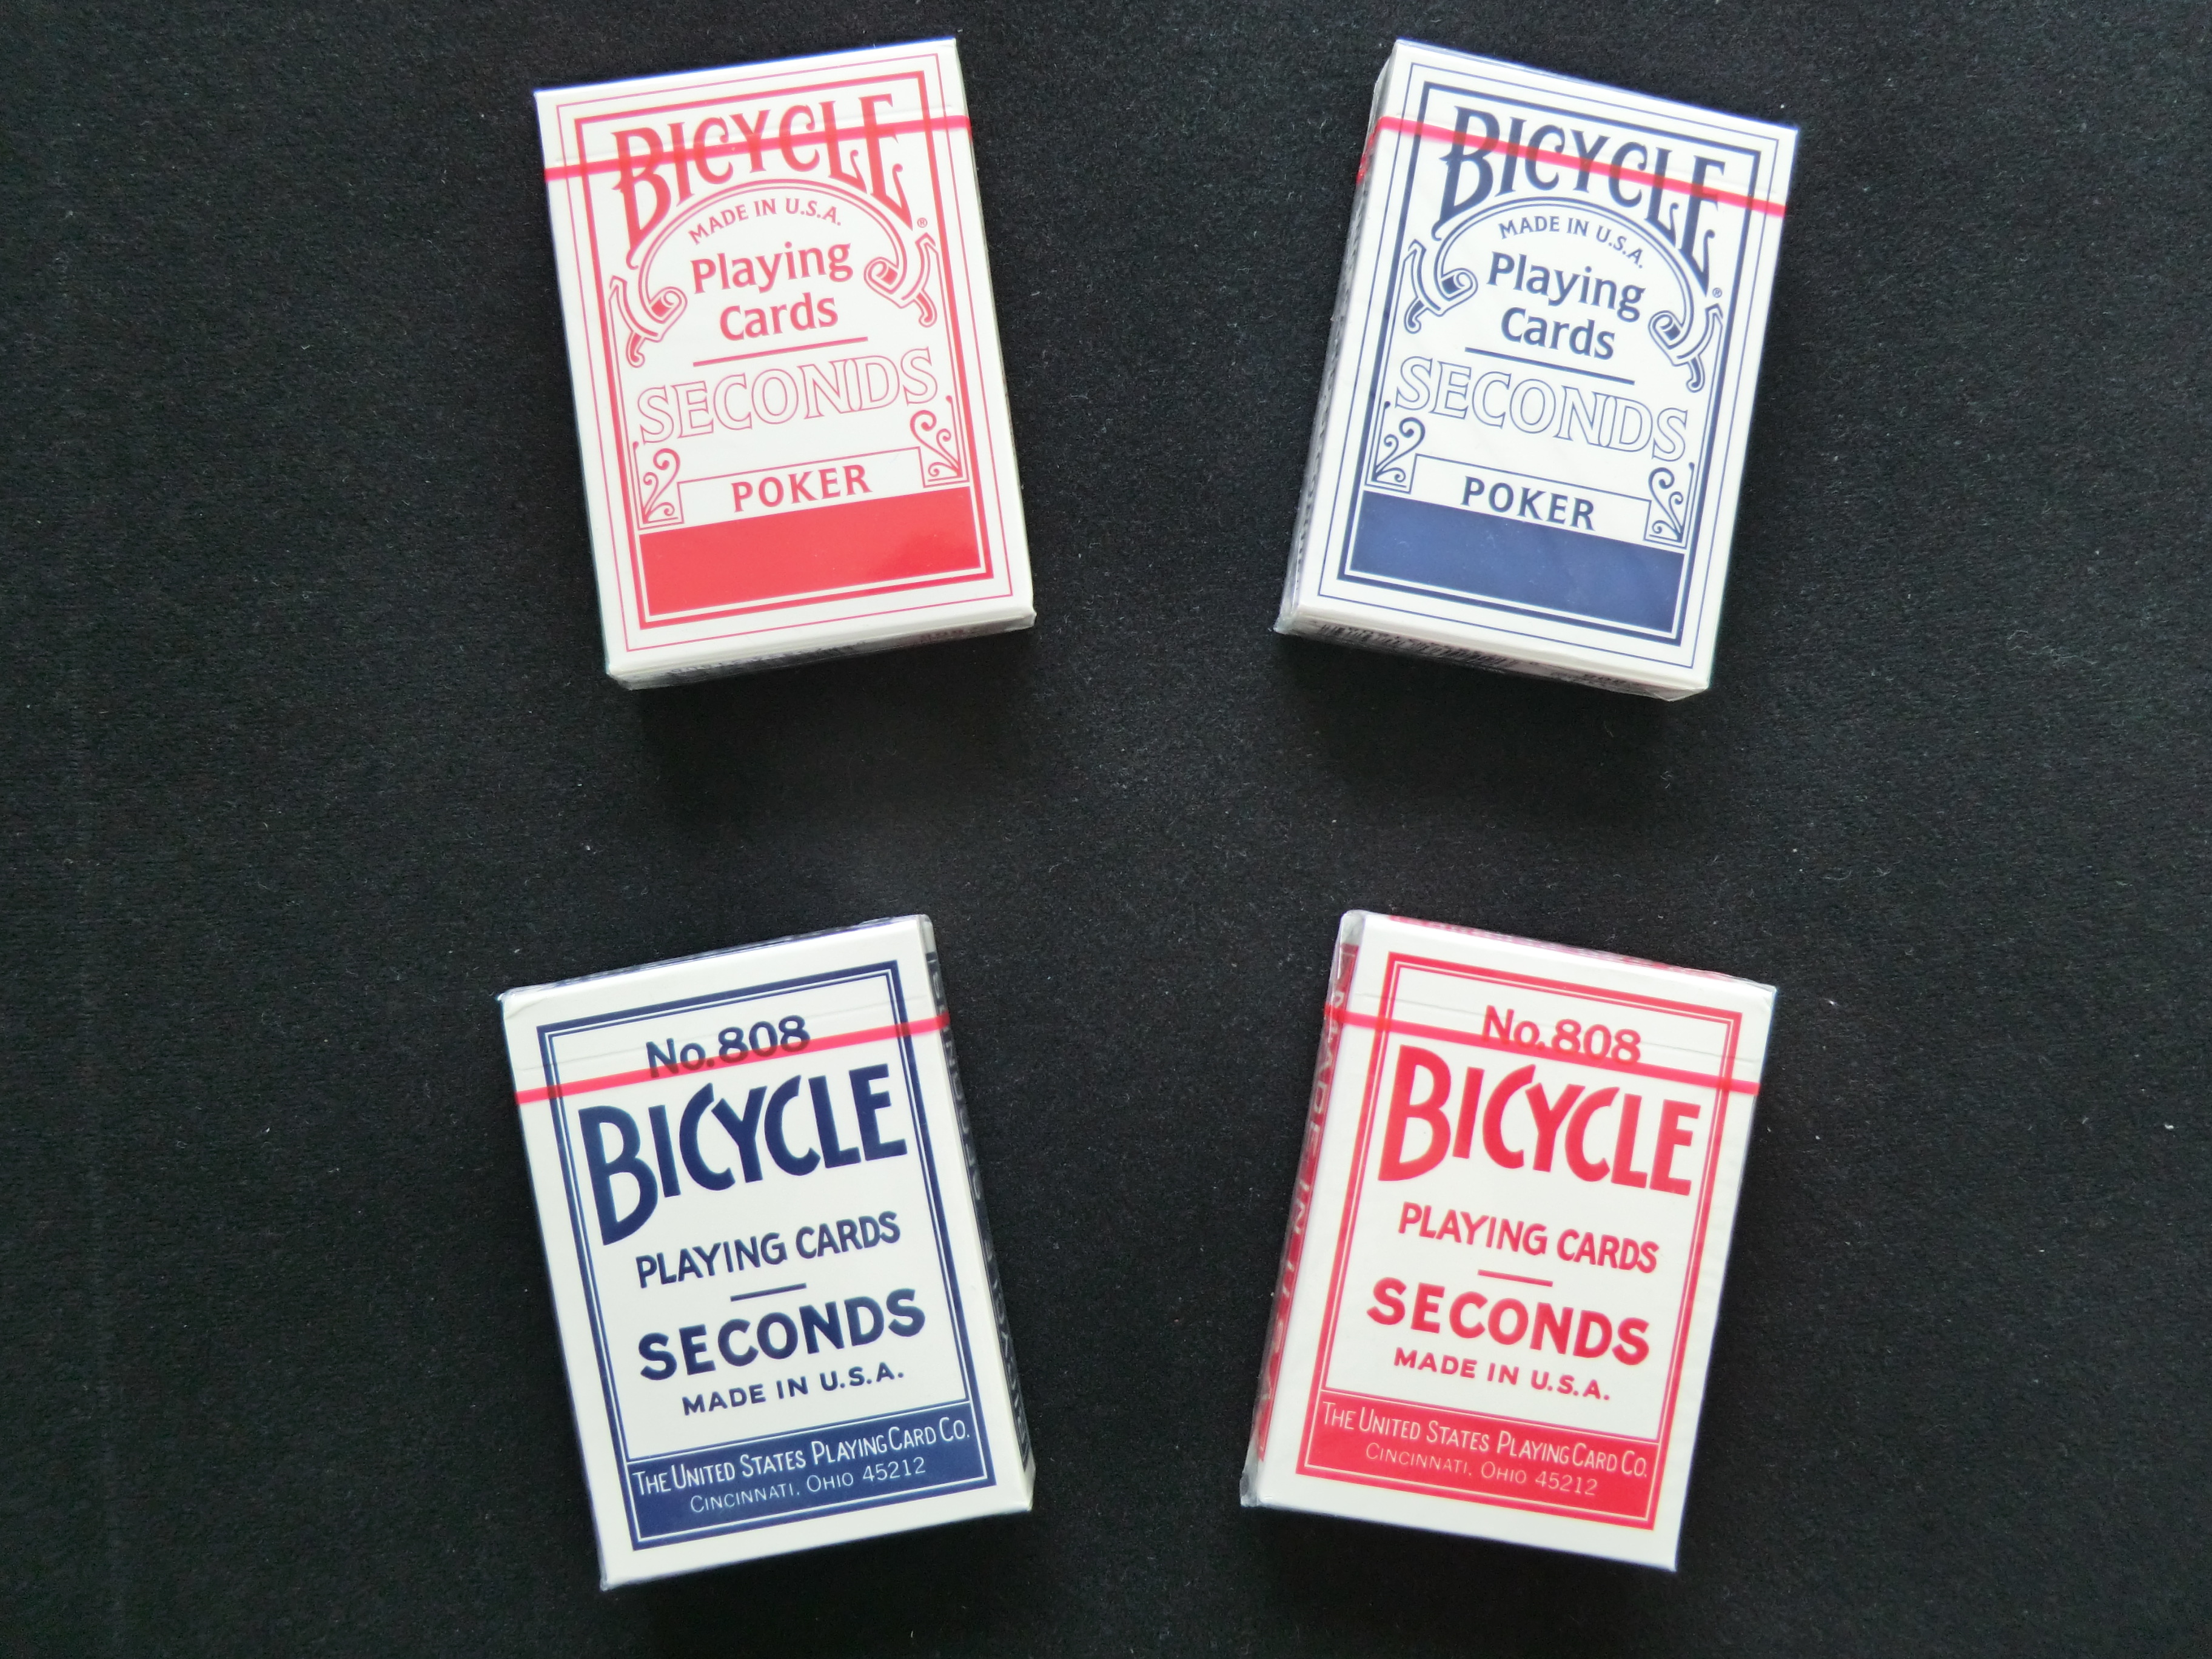 BICYCLE®
MADE IN U.S.A.
Playing
Cards
SECONDS
POKER
BICYCLE®
MADE IN U.S.A.
Playing
Cards
SECONDS
POKER
No.808
BICYCLE
PLAYING CARDS
SECONDS
MADE IN U.S.A.
THE UNITED STATES PLAYING CARD CO.
CINCINNATI, OHIO 45212
No.808
BICYCLE
PLAYING CARDS
SECONDS
MADE IN U.S.A.
THE UNITED STATES PLAYING CARD CO.
CINCINNATI, OHIO 45212
MADE IN U.S.A.